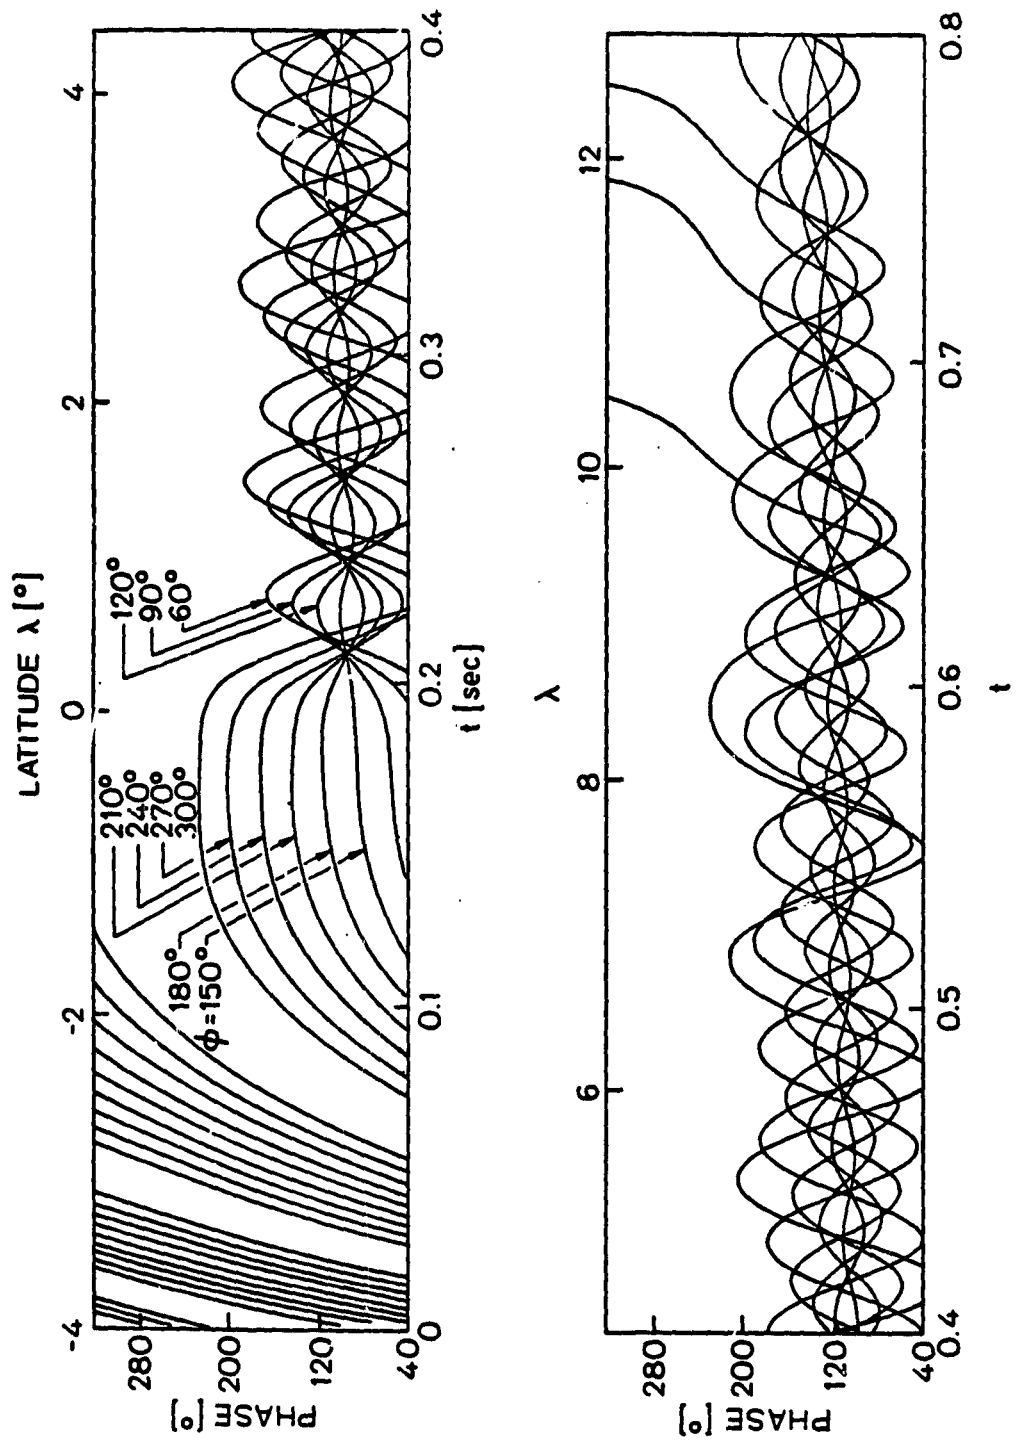 LATITUDE λ [°]
-4 -2 0 2 4
PHASE [°]
280
200
120
40
210°
240°
270°
300°
180°
Φ=150°
120°
90°
60°
0 0.1 0.2 0.3 0.4
t [sec]
λ
6 8 10 12
PHASE [°]
280
200
120
40
0.4 0.5 0.6 0.7 0.8
t